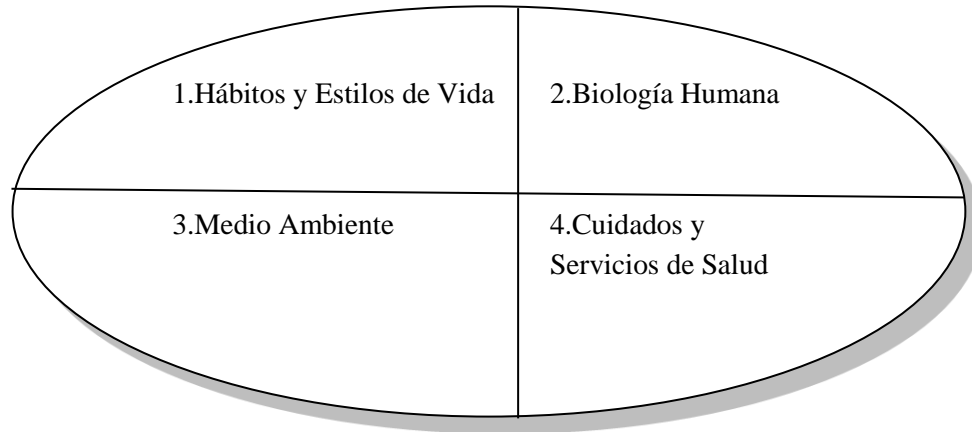 1.Hábitos y Estilos de Vida
2.Biología Humana
3.Medio Ambiente
4.Cuidados y
Servicios de Salud